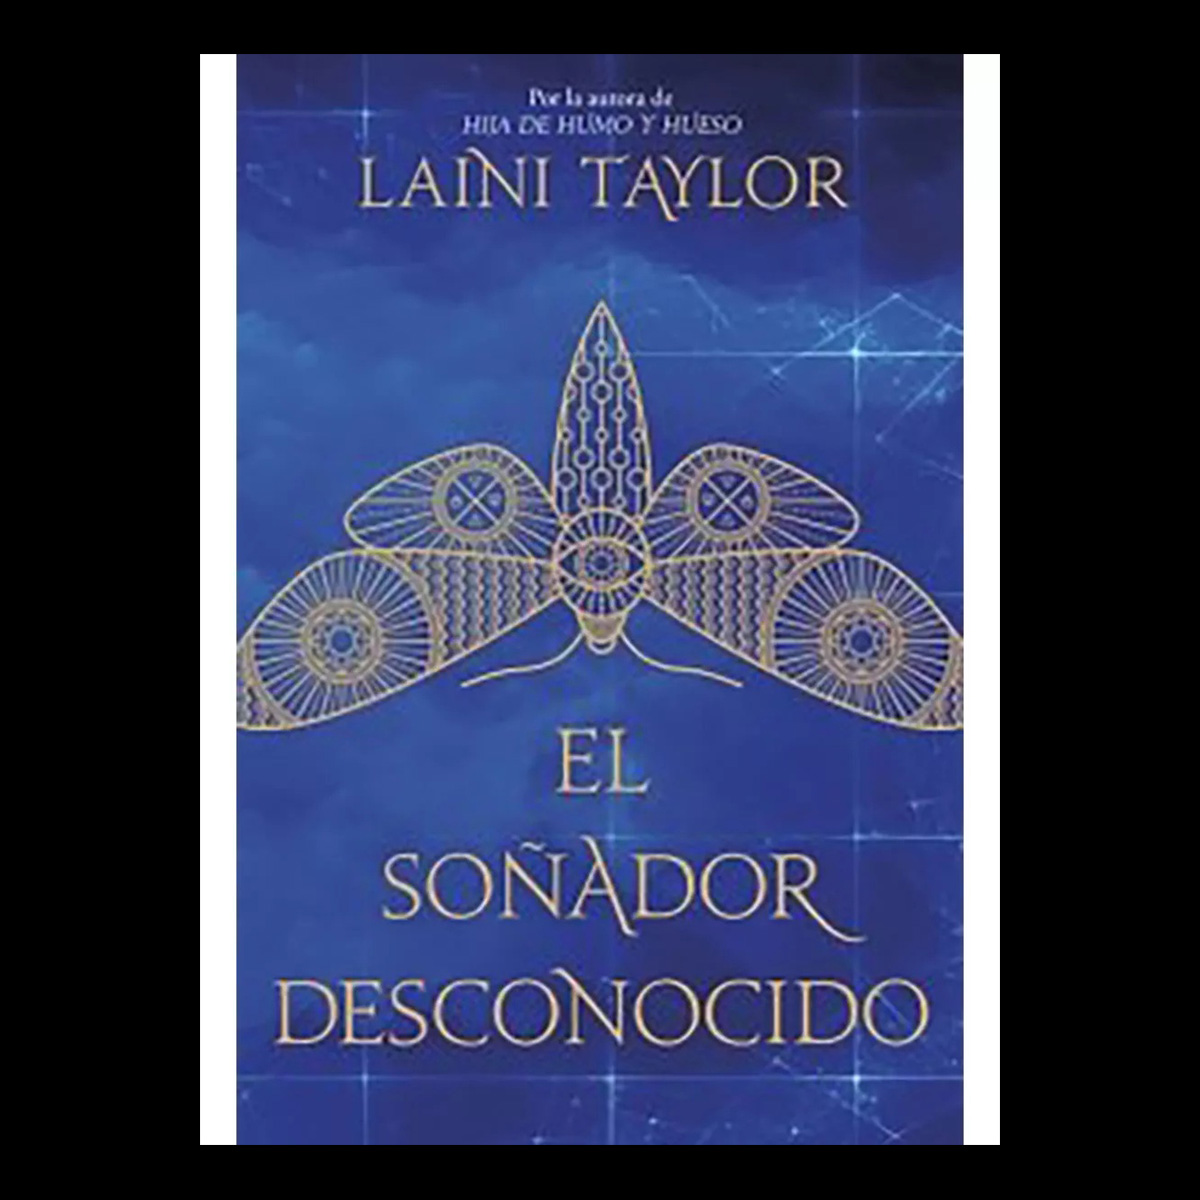 Por la autora de
HIJA DE HUMO Y HUESO
LAINI TAYLOR
EL
SOÑADOR
DESCONOCIDO